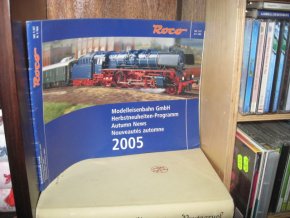 Roco
Modelleisenbahn GmbH
Herbstneuheiten-Programm
Autumn News
Nouveautés automne
2005